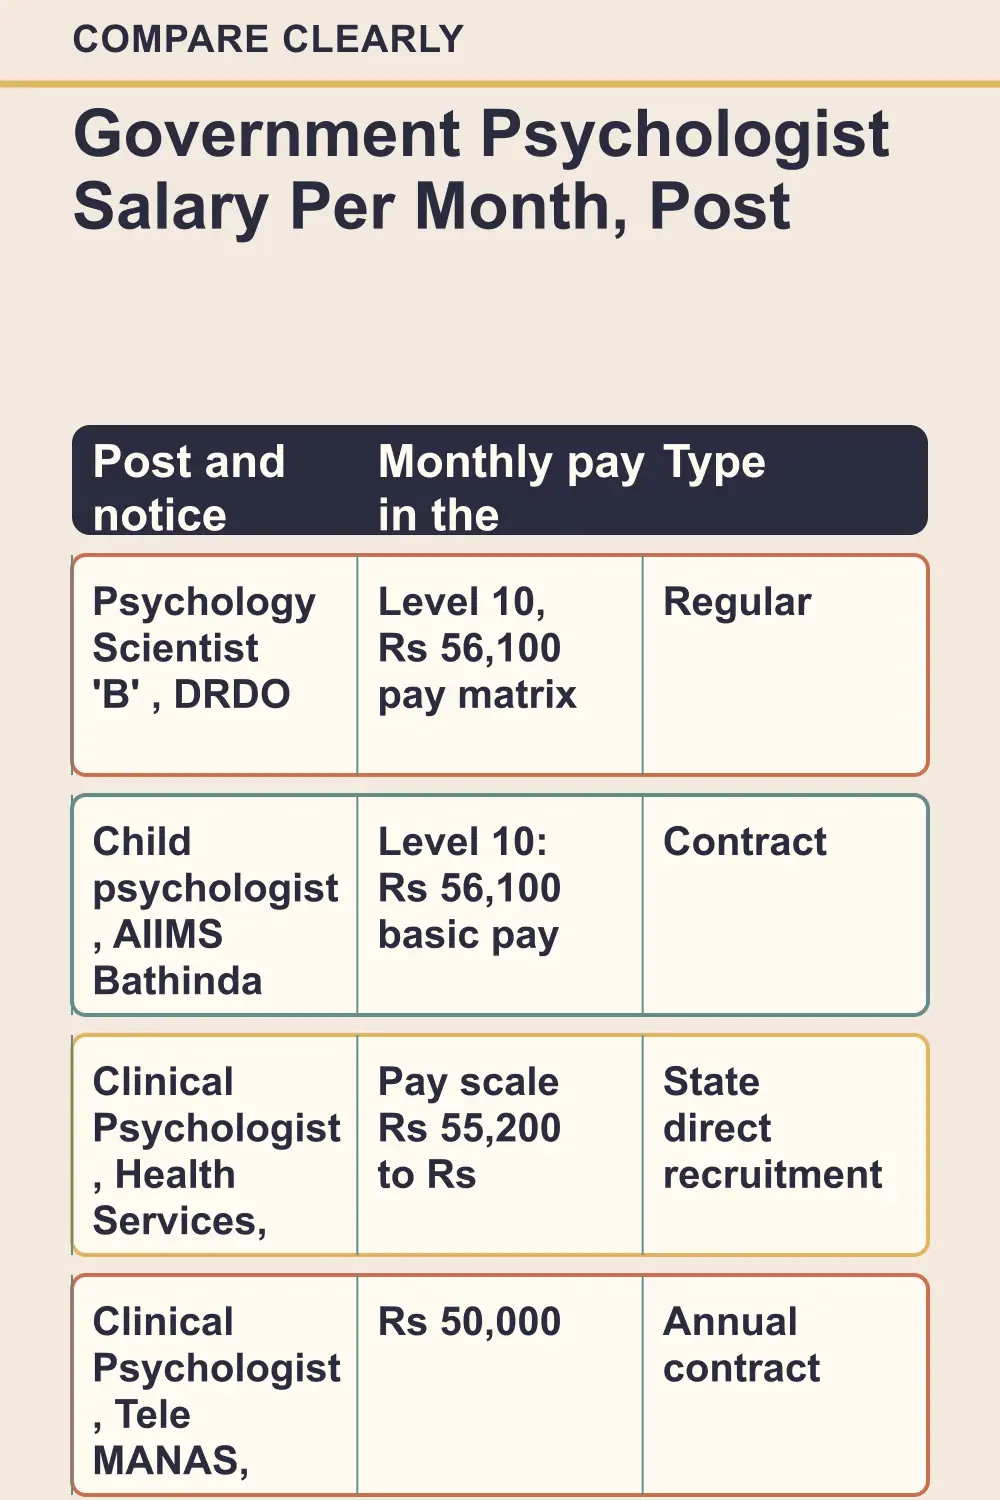 COMPARE CLEARLY
Government Psychologist
Salary Per Month, Post
Post and
notice
Monthly pay
in the
Type
Psychology
Scientist
'B' , DRDO
Level 10,
Rs 56,100
pay matrix
Regular
Child
psychologist
, AIIMS
Bathinda
Level 10:
Rs 56,100
basic pay
Contract
Clinical
Psychologist
, Health
Services,
Pay scale
Rs 55,200
to Rs
State
direct
recruitment
Clinical
Psychologist
, Tele
MANAS,
Rs 50,000
Annual
contract